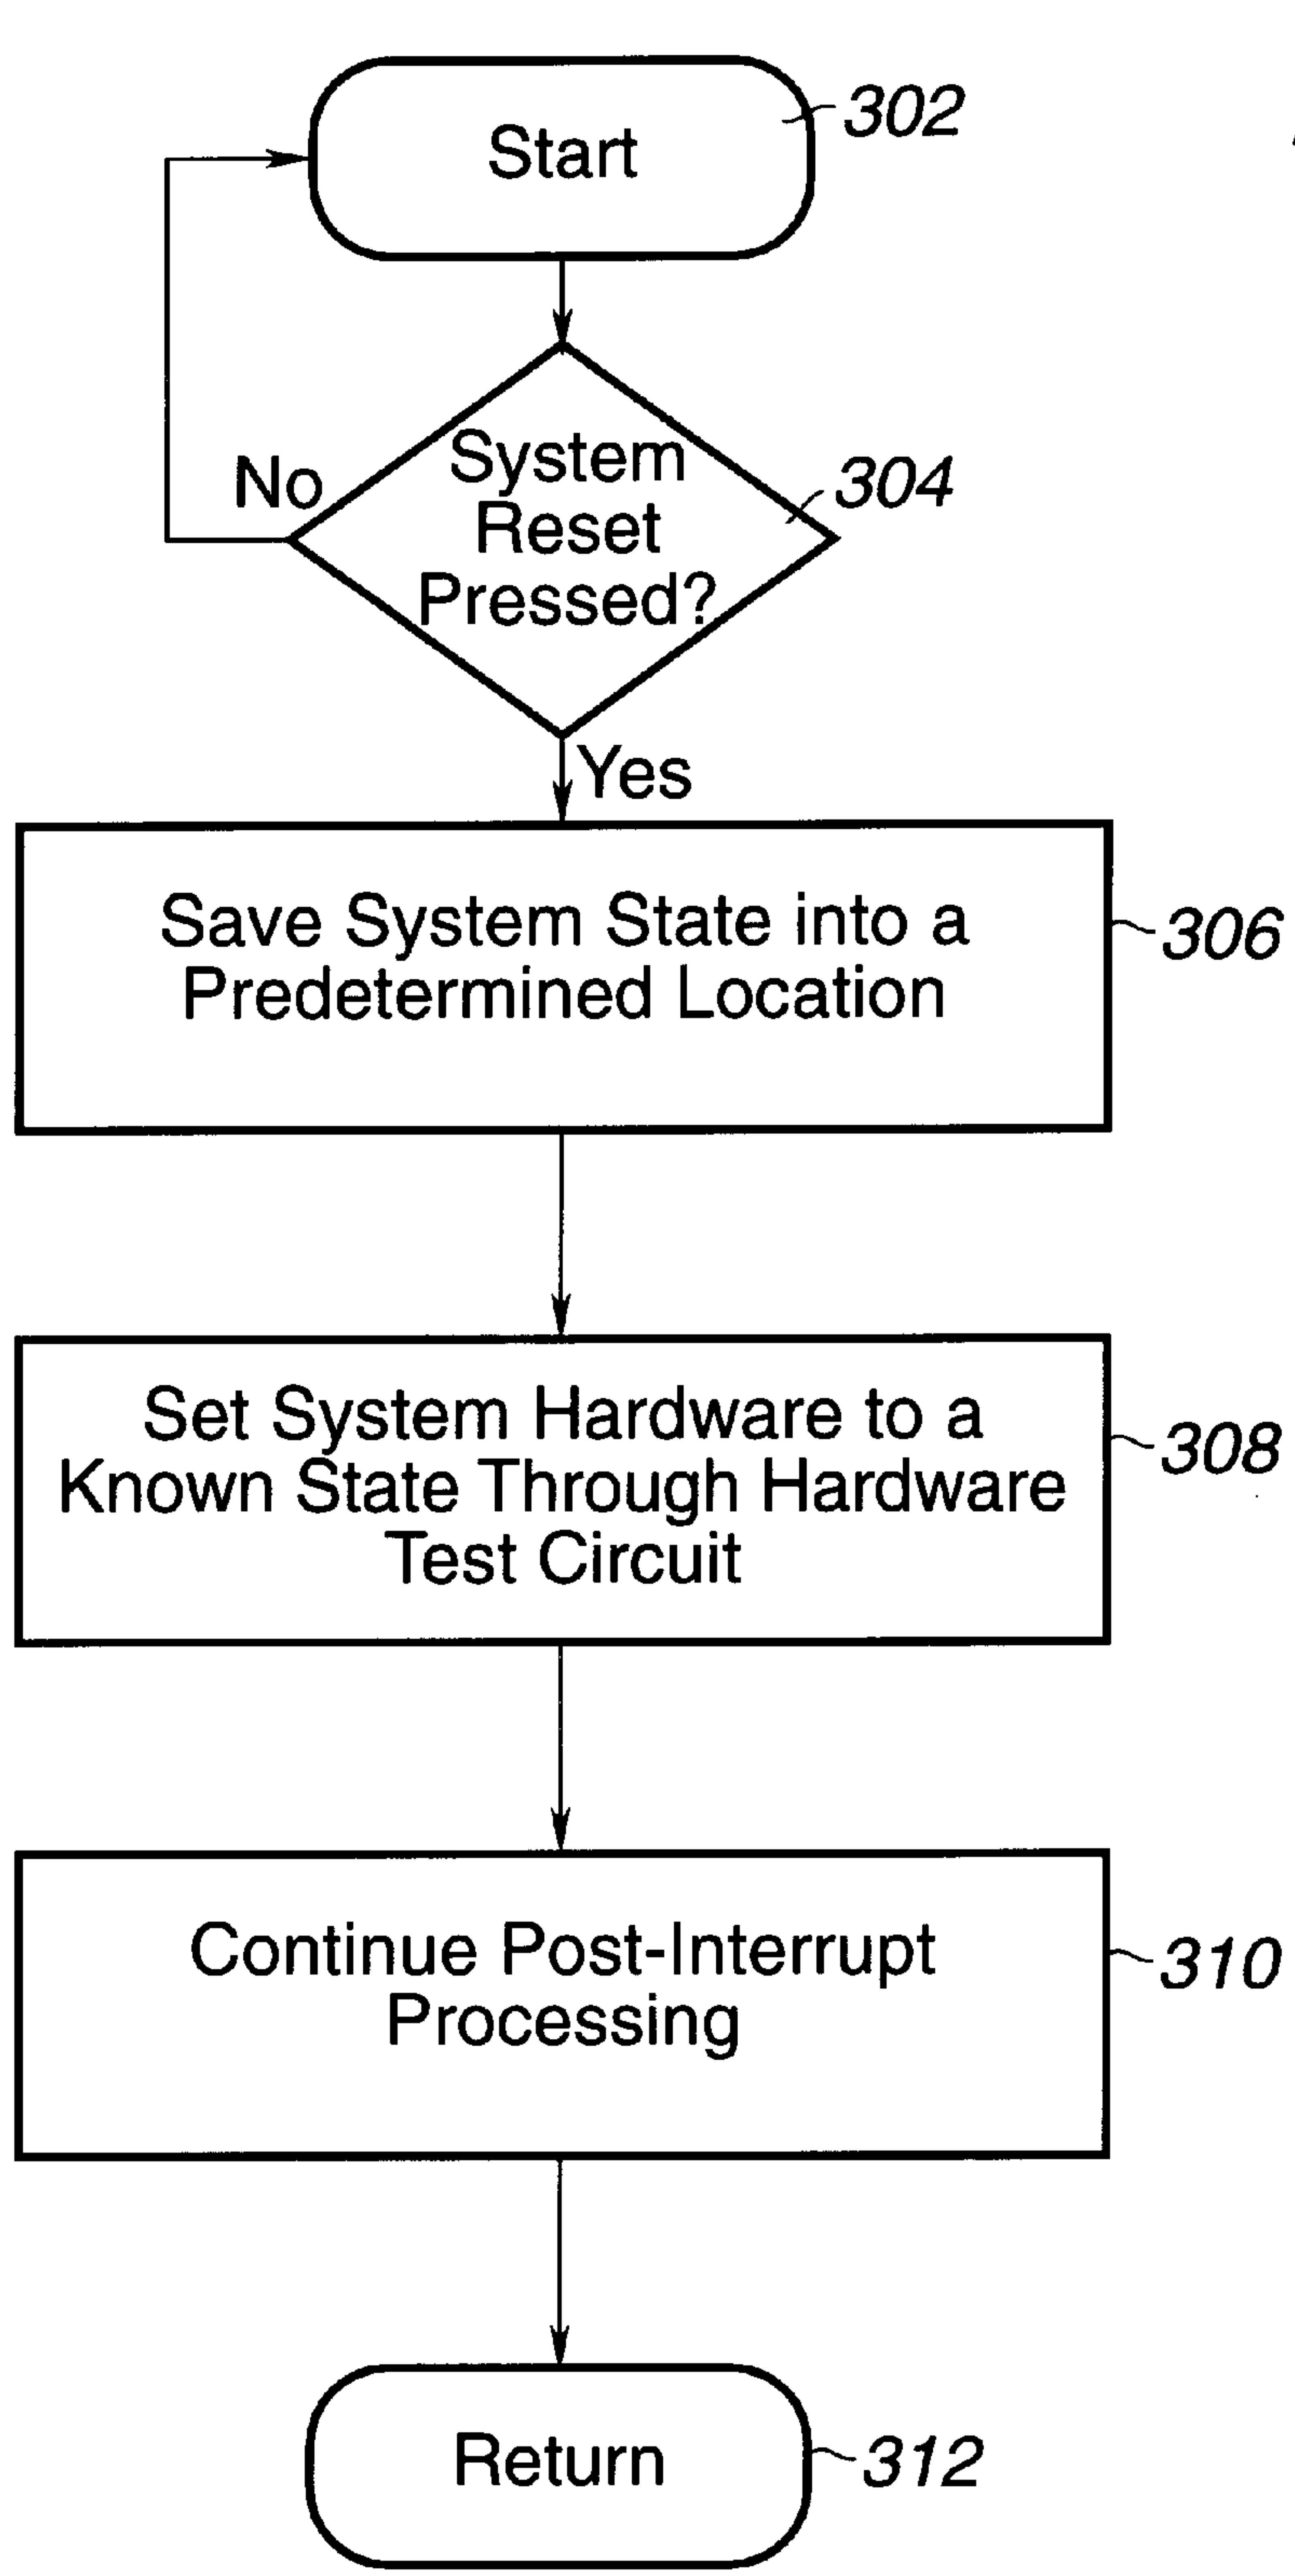 Start
302
System
Reset
Pressed?
304
No
Yes
Save System State into a
Predetermined Location
306
Set System Hardware to a
Known State Through Hardware
Test Circuit
308
Continue Post-Interrupt
Processing
310
Return
312